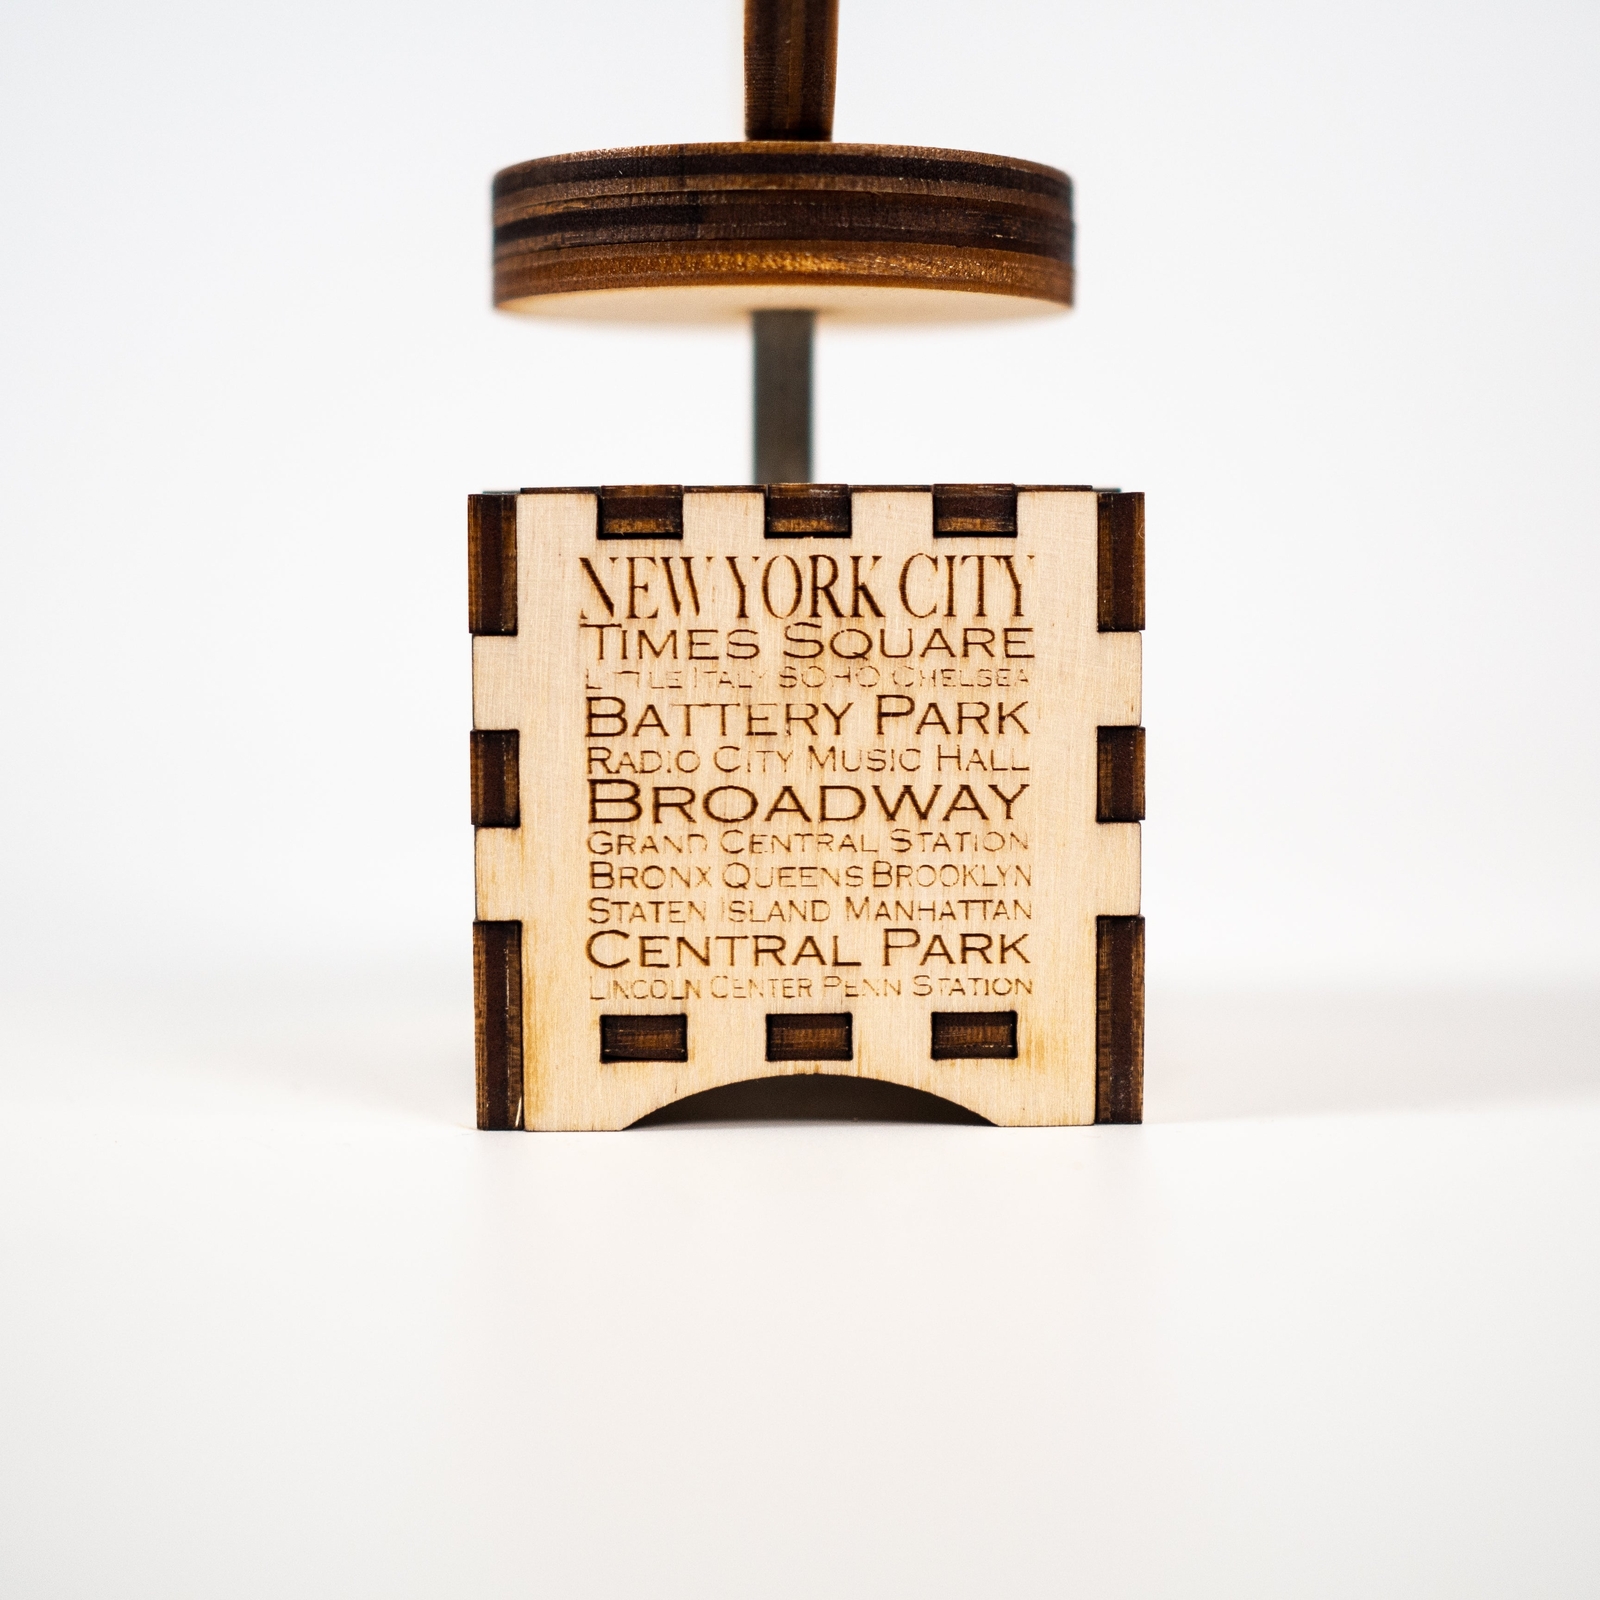 NEW YORK CITY
TIMES SQUARE
LITTLE ITALY SOHO CHELSEA
BATTERY PARK
RADIO CITY MUSIC HALL
BROADWAY
GRAND CENTRAL STATION
BRONX QUEENS BROOKLYN
STATEN ISLAND MANHATTAN
CENTRAL PARK
LINCOLN CENTER PENN STATION